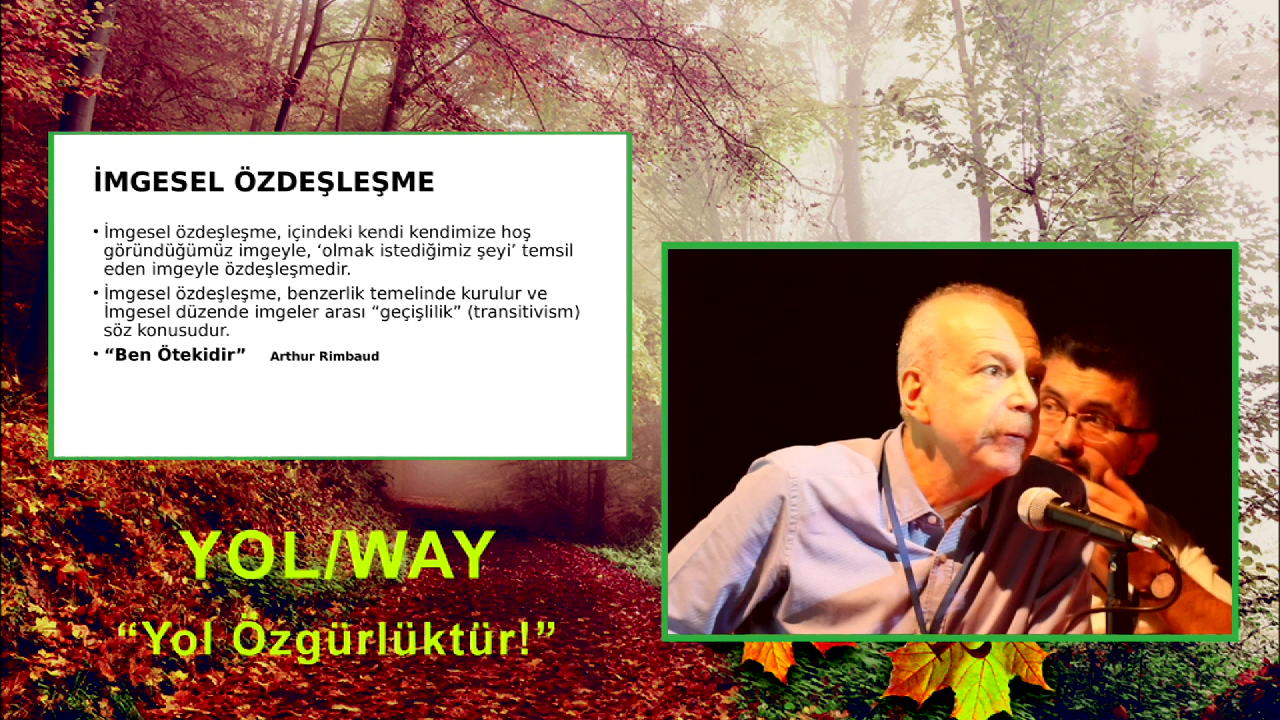 İMGESEL ÖZDEŞLEŞME
• İmgesel özdeşleşme, içindeki kendi kendimize hoş
göründüğümüz imgeyle, ‘olmak istediğimiz şeyi’ temsil
eden imgeyle özdeşleşmedir.
• İmgesel özdeşleşme, benzerlik temelinde kurulur ve
İmgesel düzende imgeler arası “geçişlilik” (transitivism)
söz konusudur.
• “Ben Ötekidir” Arthur Rimbaud
YOL/WAY
“Yol Özgürlüktür!”